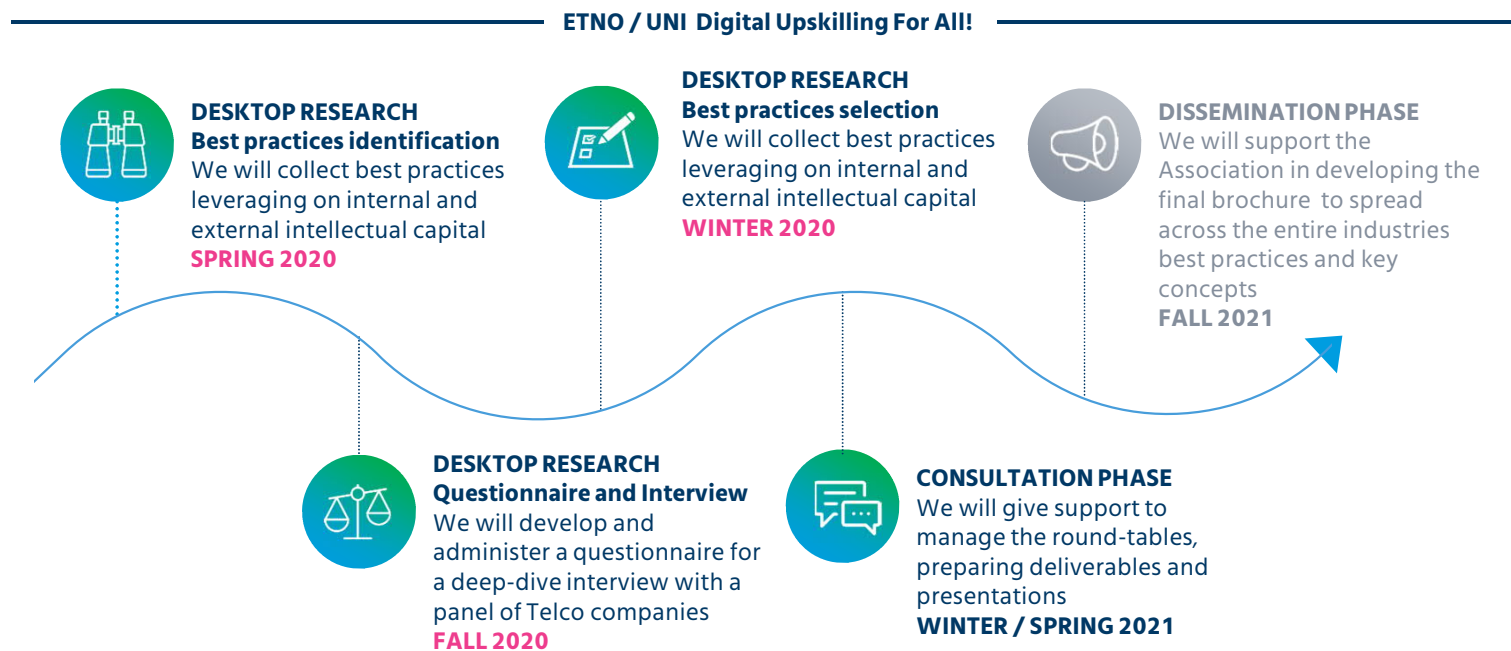 ETNO / UNI Digital Upskilling For All!
DESKTOP RESEARCH
Best practices identification
We will collect best practices
leveraging on internal and
external intellectual capital
SPRING 2020
DESKTOP RESEARCH
Questionnaire and Interview
We will develop and
administer a questionnaire for
a deep-dive interview with a
panel of Telco companies
FALL 2020
DESKTOP RESEARCH
Best practices selection
We will collect best practices
leveraging on internal and
external intellectual capital
WINTER 2020
CONSULTATION PHASE
We will give support to
manage the round-tables,
preparing deliverables and
presentations
WINTER / SPRING 2021
DISSEMINATION PHASE
We will support the
Association in developing the
final brochure to spread
across the entire industries
best practices and key
concepts
FALL 2021